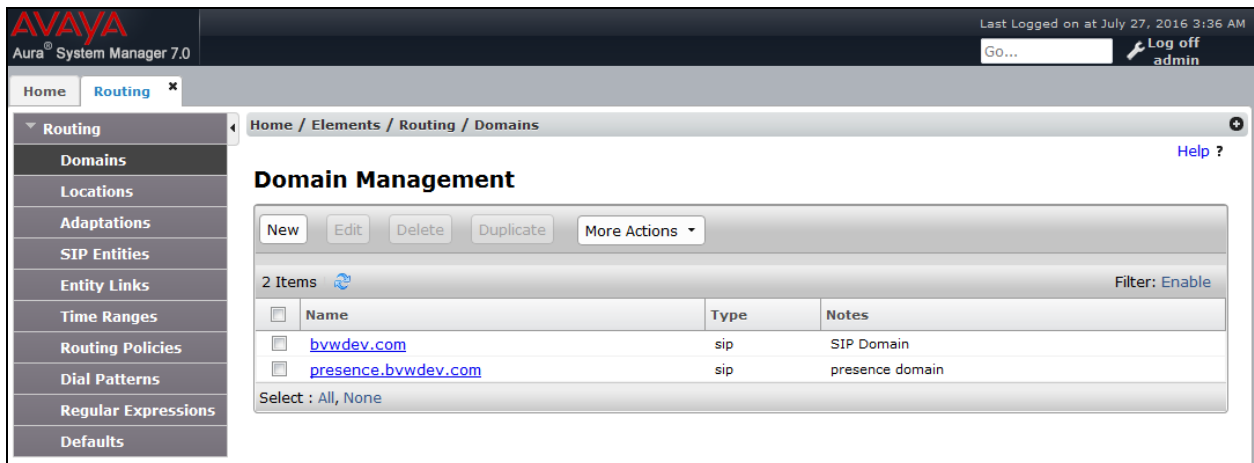 AVAYA
Aura® System Manager 7.0
Last Logged on at July 27, 2016 3:36 AM
Go...
Log off
admin
Home
Routing ×
Routing
Domains
Locations
Adaptations
SIP Entities
Entity Links
Time Ranges
Routing Policies
Dial Patterns
Regular Expressions
Defaults
Home / Elements / Routing / Domains
Help ?
Domain Management
New Edit Delete Duplicate More Actions
2 Items Filter: Enable
Name Type Notes
bvwdev.com sip SIP Domain
presence.bvwdev.com sip presence domain
Select : All, None